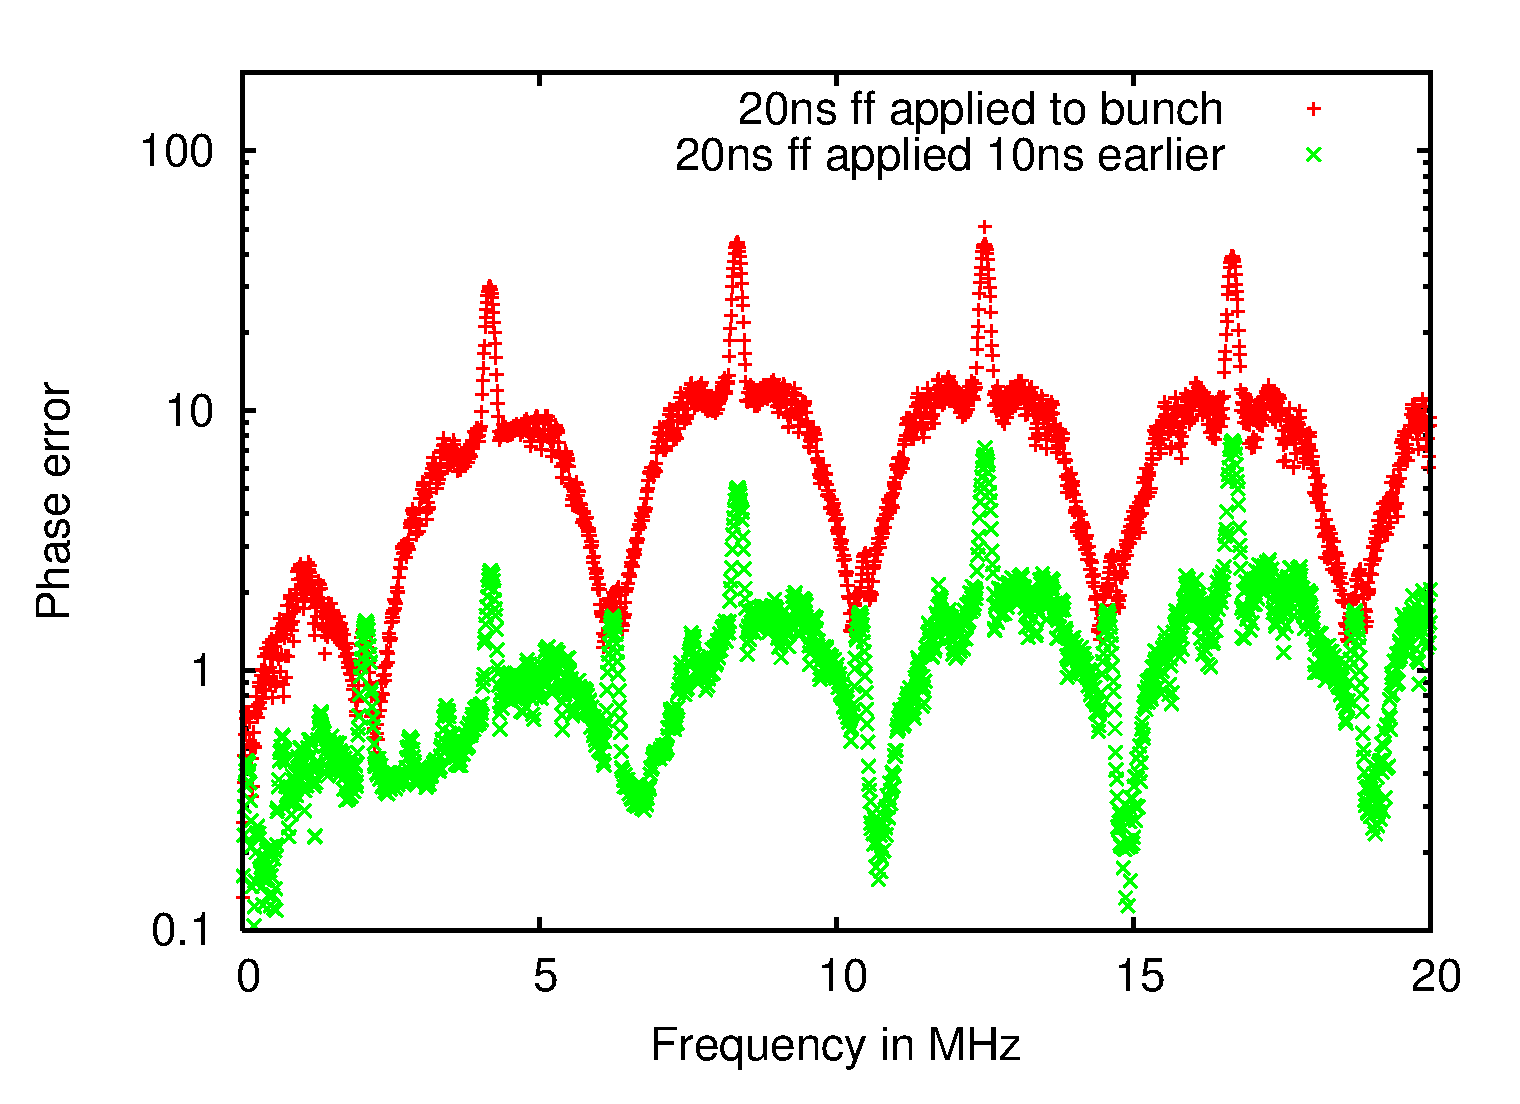 20ns ff applied to bunch
20ns ff applied 10ns earlier
100
10
1
0.1
Phase error
0
5
10
15
20
Frequency in MHz